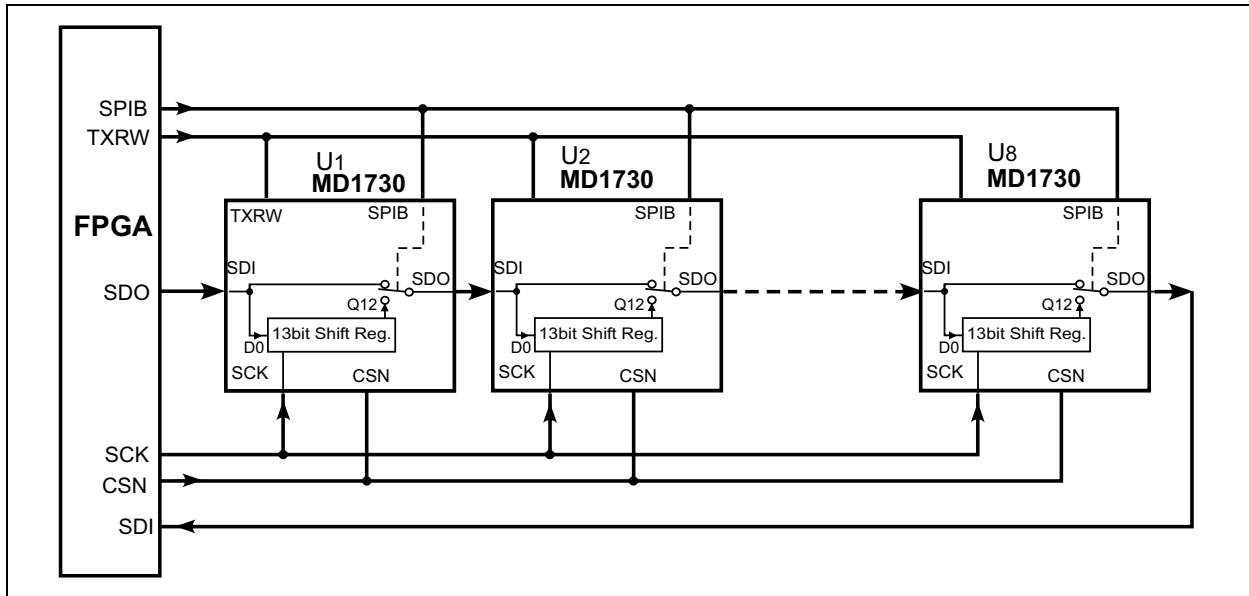 FPGA
SPIB
TXRW
SDO
SCK
CSN
SDI
U1
MD1730
TXRW
SPIB
SDI
SDO
Q12
13bit Shift Reg.
D0
SCK
CSN
U2
MD1730
SPIB
SDI
SDO
Q12
13bit Shift Reg.
D0
SCK
CSN
U8
MD1730
SPIB
SDI
SDO
Q12
13bit Shift Reg.
D0
SCK
CSN